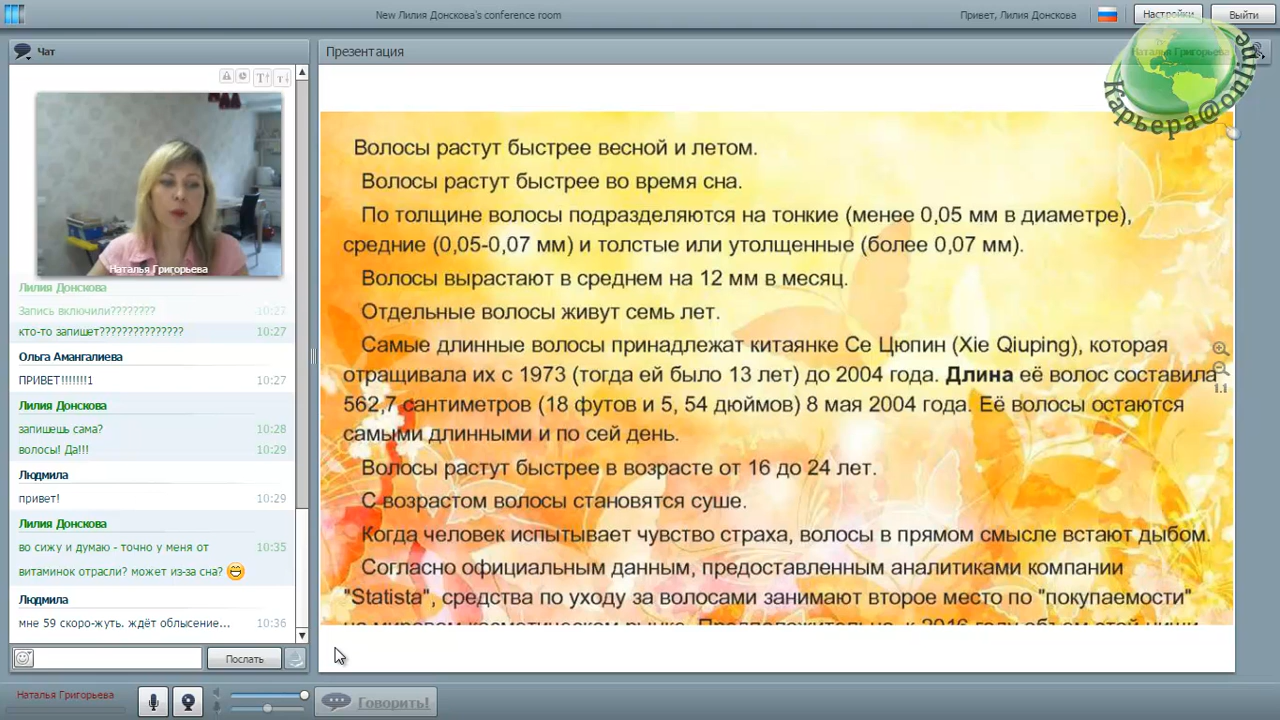 New Лилия Донскова's conference room
Привет, Лилия Донскова
Настройки
Выйти
Чат
Презентация
Наталья Григорьева
Карьера@online
Наталья Григорьева
Лилия Донскова
Запись включили???????? 10:27
кто-то запишет??????????????? 10:27
Ольга Амангалиева
ПРИВЕТ!!!!!!!1 10:27
Лилия Донскова
запишешь сама? 10:28
волосы! Да!!! 10:29
Людмила
привет! 10:29
Лилия Донскова
во сижу и думаю - точно у меня от 10:35
витаминок отрасли? может из-за сна?
Людмила
мне 59 скоро-жуть. ждёт облысение... 10:36
Послать
Наталья Григорьева
Говорить!
Волосы растут быстрее весной и летом.
Волосы растут быстрее во время сна.
По толщине волосы подразделяются на тонкие (менее 0,05 мм в диаметре),
средние (0,05-0,07 мм) и толстые или утолщенные (более 0,07 мм).
Волосы вырастают в среднем на 12 мм в месяц.
Отдельные волосы живут семь лет.
Самые длинные волосы принадлежат китаянке Се Цюпин (Xie Qiuping), которая
отращивала их с 1973 (тогда ей было 13 лет) до 2004 года. Длина её волос составила
562,7 сантиметров (18 футов и 5, 54 дюймов) 8 мая 2004 года. Её волосы остаются
самыми длинными и по сей день.
Волосы растут быстрее в возрасте от 16 до 24 лет.
С возрастом волосы становятся суше.
Когда человек испытывает чувство страха, волосы в прямом смысле встают дыбом.
Согласно официальным данным, предоставленным аналитиками компании
"Statista", средства по уходу за волосами занимают второе место по "покупаемости"
1.1